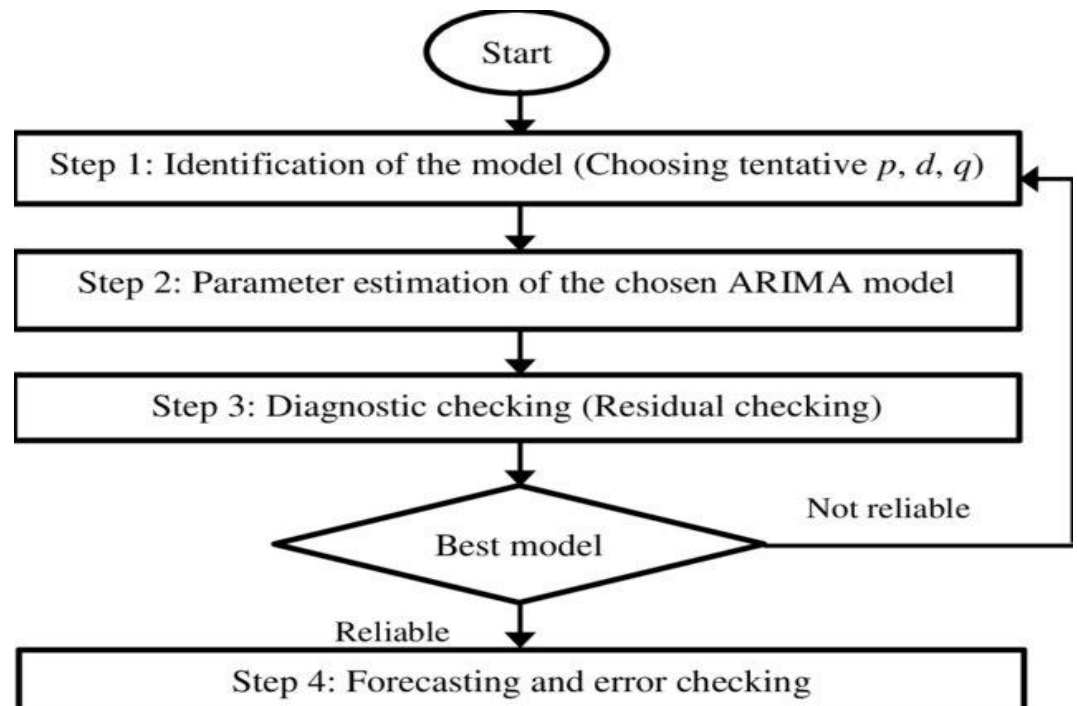 Start
Step 1: Identification of the model (Choosing tentative p, d, q)
Step 2: Parameter estimation of the chosen ARIMA model
Step 3: Diagnostic checking (Residual checking)
Not reliable
Best model
Reliable
Step 4: Forecasting and error checking